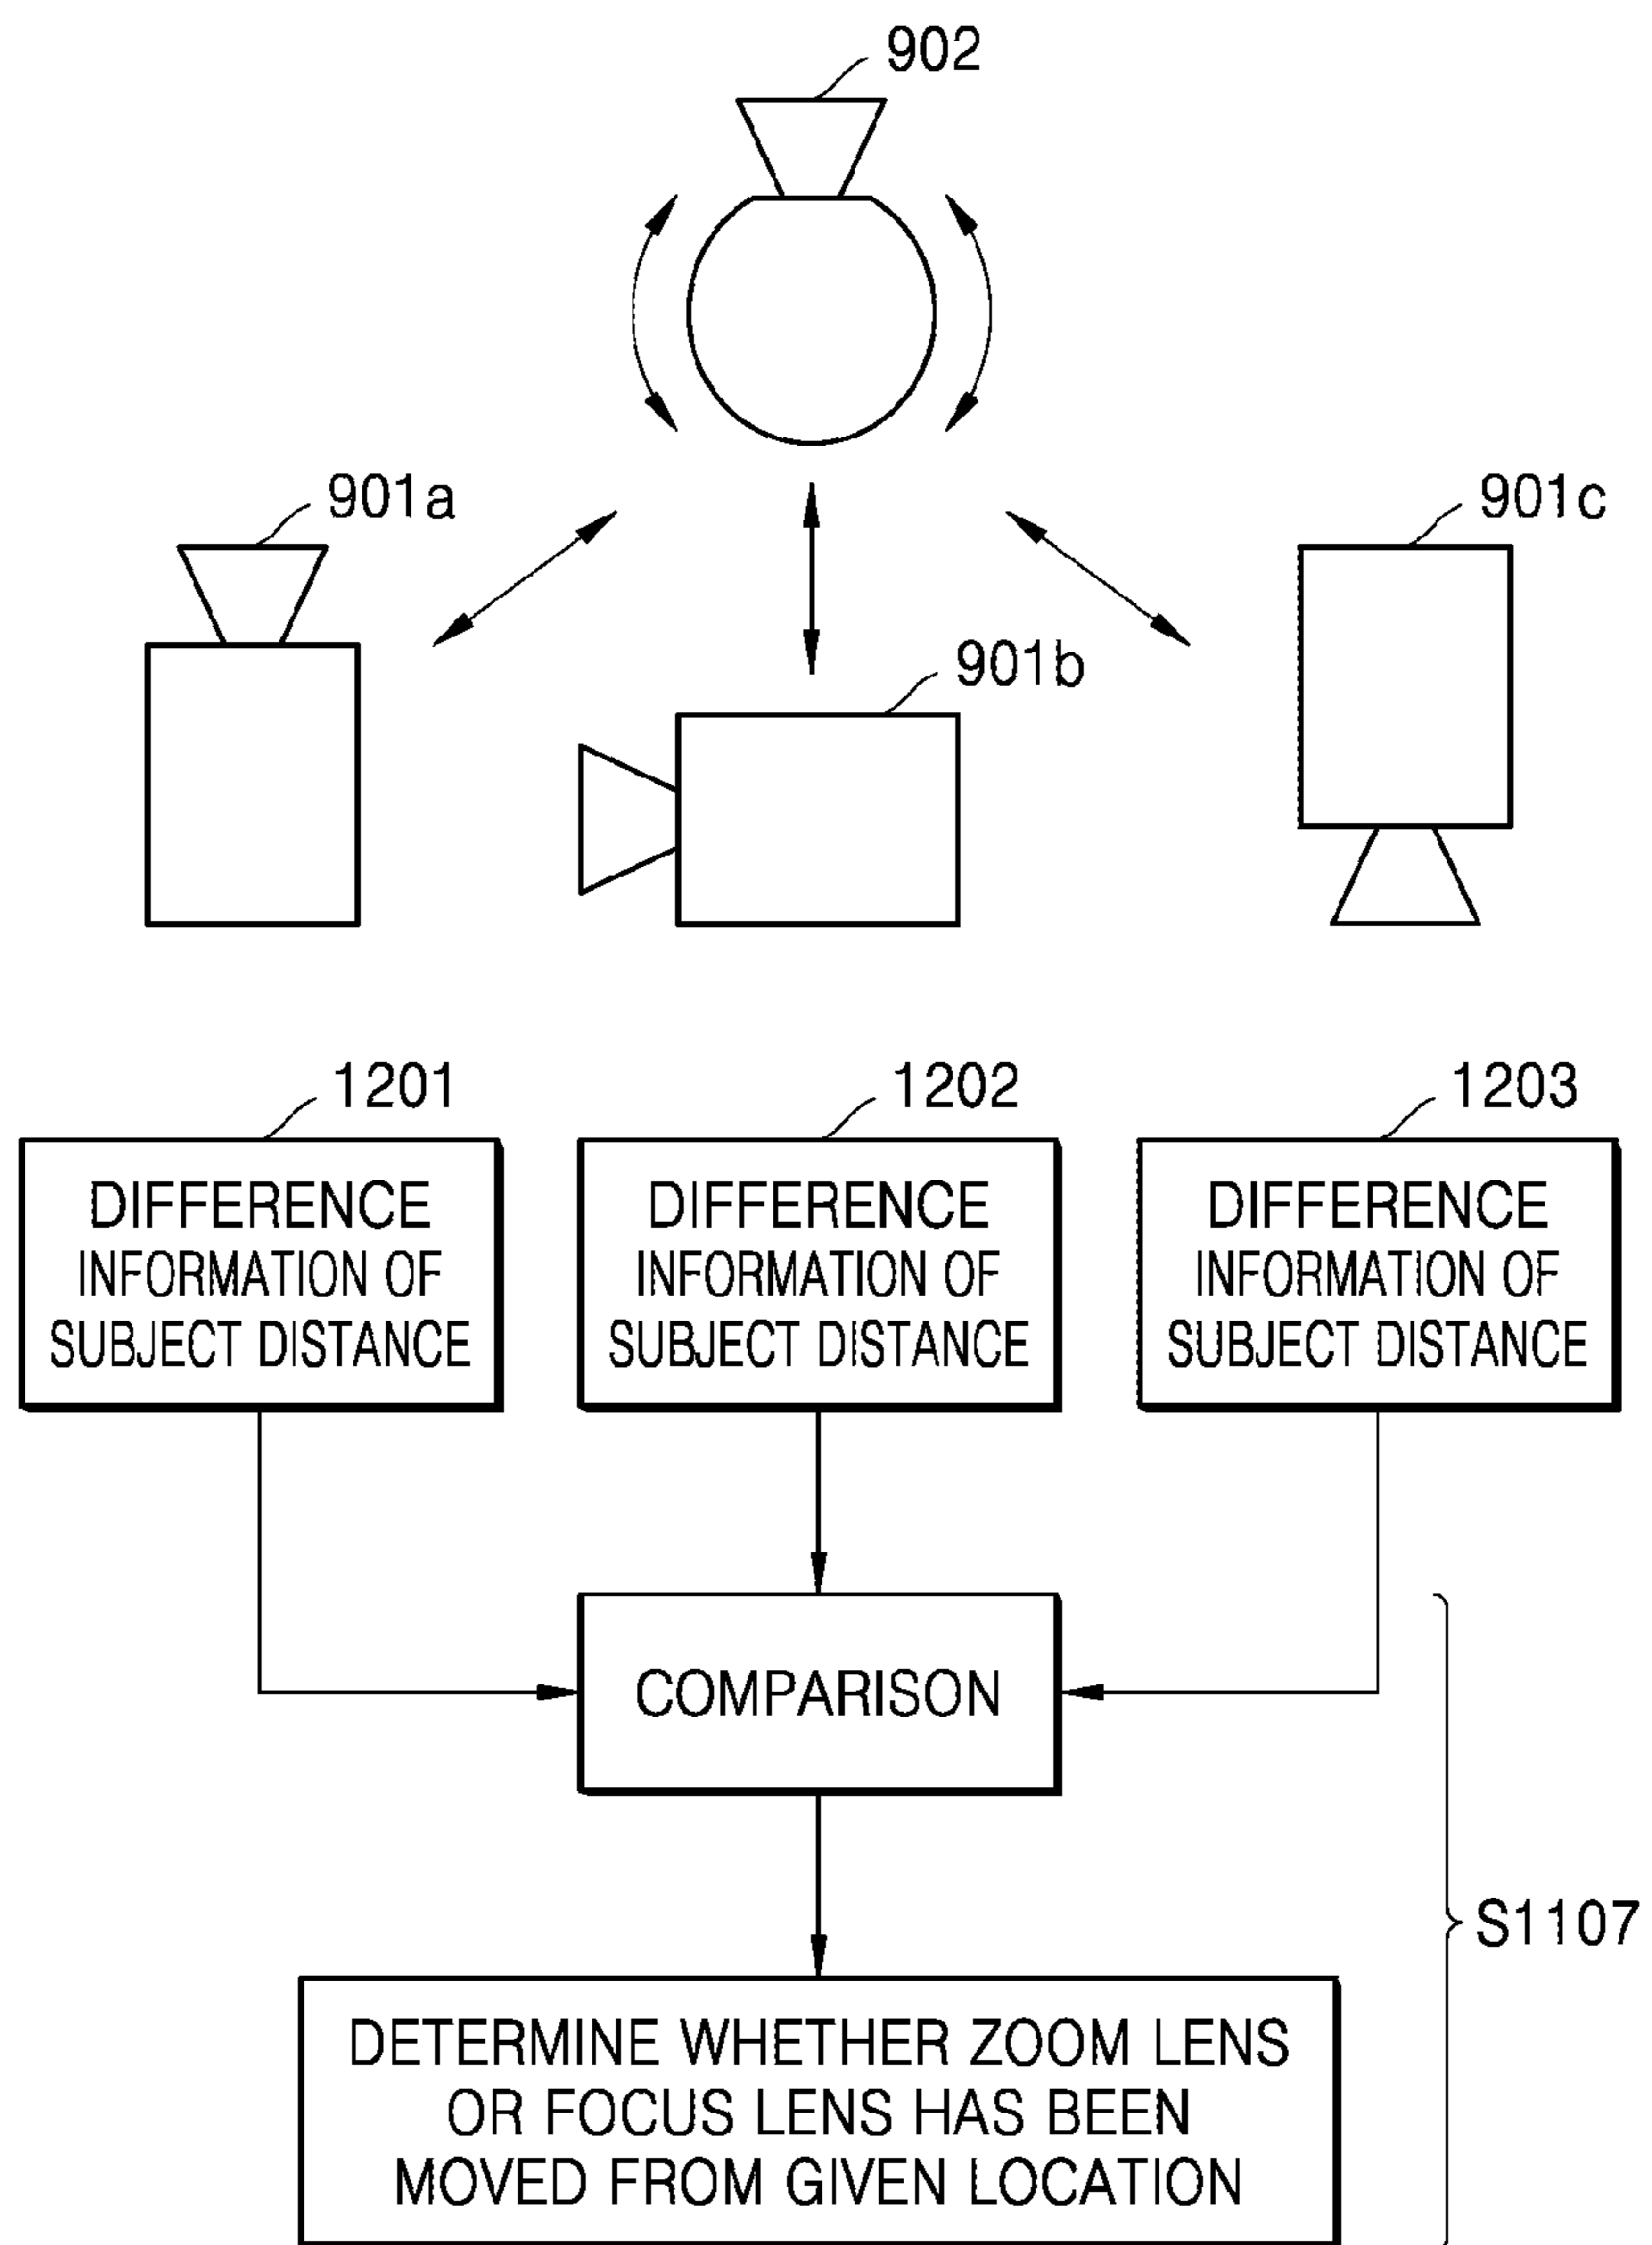 902
901a
901c
901b
1201
1202
1203
DIFFERENCE
INFORMATION OF
SUBJECT DISTANCE
DIFFERENCE
INFORMATION OF
SUBJECT DISTANCE
DIFFERENCE
INFORMATION OF
SUBJECT DISTANCE
COMPARISON
S1107
DETERMINE WHETHER ZOOM LENS
OR FOCUS LENS HAS BEEN
MOVED FROM GIVEN LOCATION